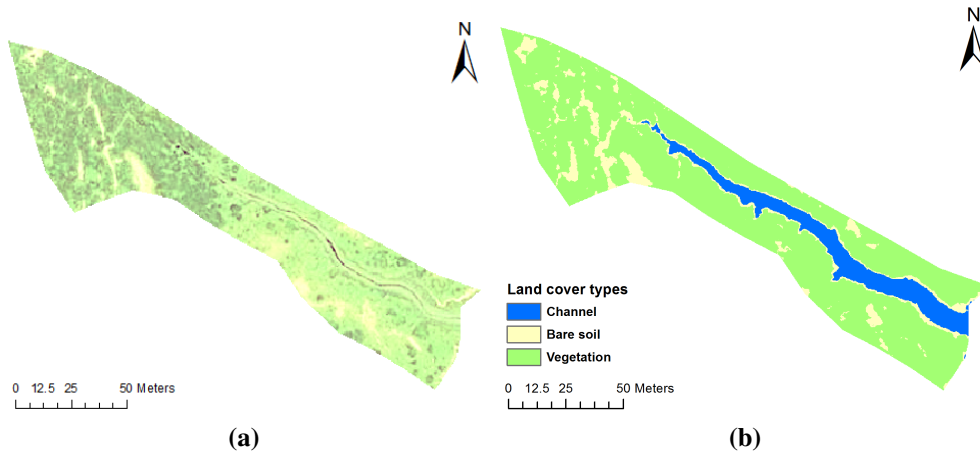 N
0 12.5 25 50 Meters
(a)
N
Land cover types
Channel
Bare soil
Vegetation
0 12.5 25 50 Meters
(b)